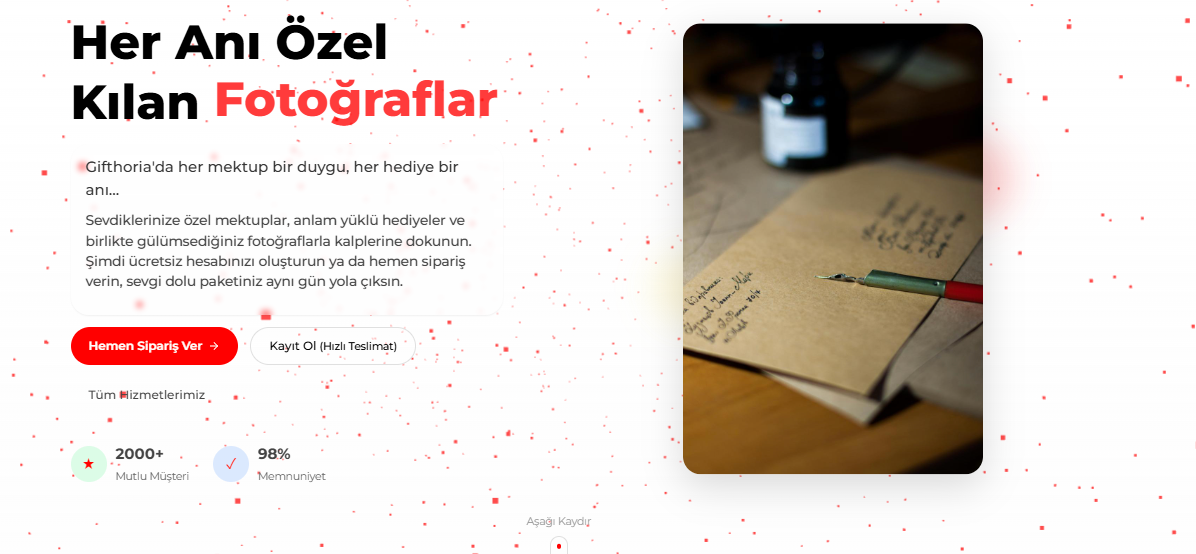 Her Anı Özel
Kılan Fotoğraflar
Gifthoria'da her mektup bir duygu, her hediye bir
anı...
Sevdiklerinize özel mektuplar, anlam yüklü hediyeler ve
birlikte gülümsediğiniz fotoğraflarla kalplerine dokunun.
Şimdi ücretsiz hesabınızı oluşturun ya da hemen sipariş
verin, sevgi dolu paketiniz aynı gün yola çıksın.
Hemen Sipariş Ver →
Kayıt Ol (Hızlı Teslimat)
Tüm Hizmetlerimiz
2000+
Mutlu Müşteri
98%
Memnuniyet
Aşağı Kaydır